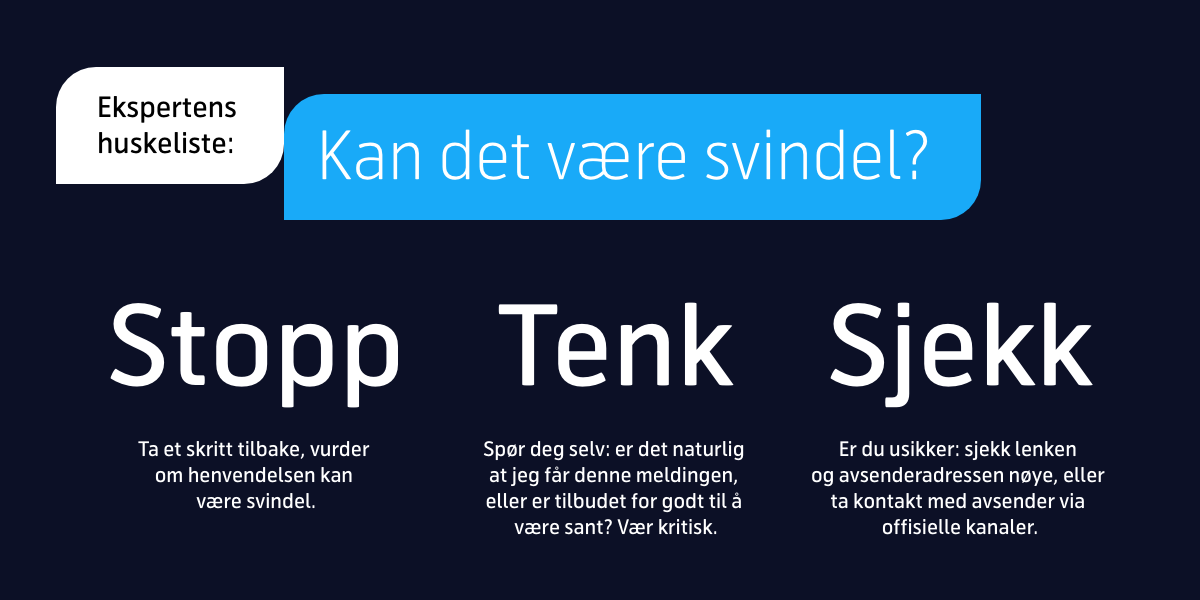 Ekspertens
huskeliste:
Kan det være svindel?
Stopp
Ta et skritt tilbake, vurder
om henvendelsen kan
være svindel.
Tenk
Spør deg selv: er det naturlig
at jeg får denne meldingen,
eller er tilbudet for godt til å
være sant? Vær kritisk.
Sjekk
Er du usikker: sjekk lenken
og avsenderadressen nøye, eller
ta kontakt med avsender via
offisielle kanaler.